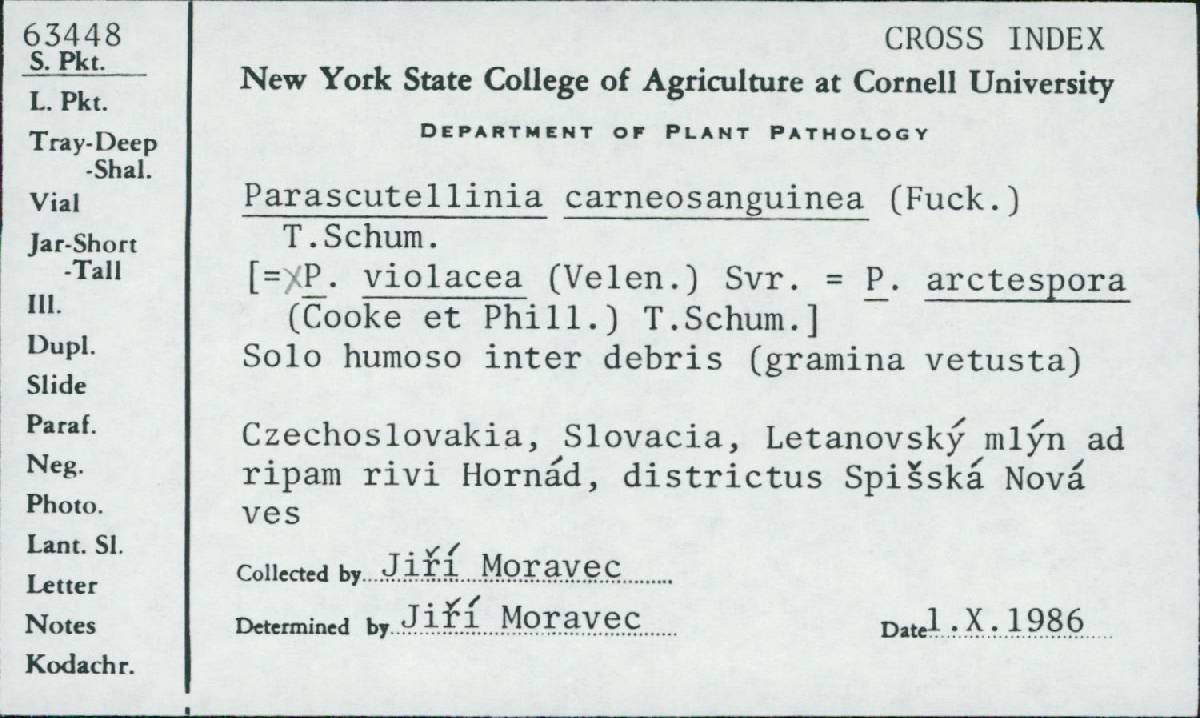 63448
S. Pkt.
L. Pkt.
Tray-Deep
-Shal.
Vial
Jar-Short
-Tall
Ill.
Dupl.
Slide
Paraf.
Neg.
Photo.
Lant. Sl.
Letter
Notes
Kodachr.
CROSS INDEX
New York State College of Agriculture at Cornell University
DEPARTMENT OF PLANT PATHOLOGY
Parascutellinia carneosanguinea (Fuck.)
T.Schum.
[=XP. violacea (Velen.) Svr. = P. arctespora
(Cooke et Phill.) T.Schum.]
Solo humoso inter debris (gramina vetusta)
Czechoslovakia, Slovacia, Letanovský mlýn ad
ripam rivi Hornád, districtus Spišská Nová
ves
Collected by Jiří Moravec
Determined by Jiří Moravec
Date 1.X.1986